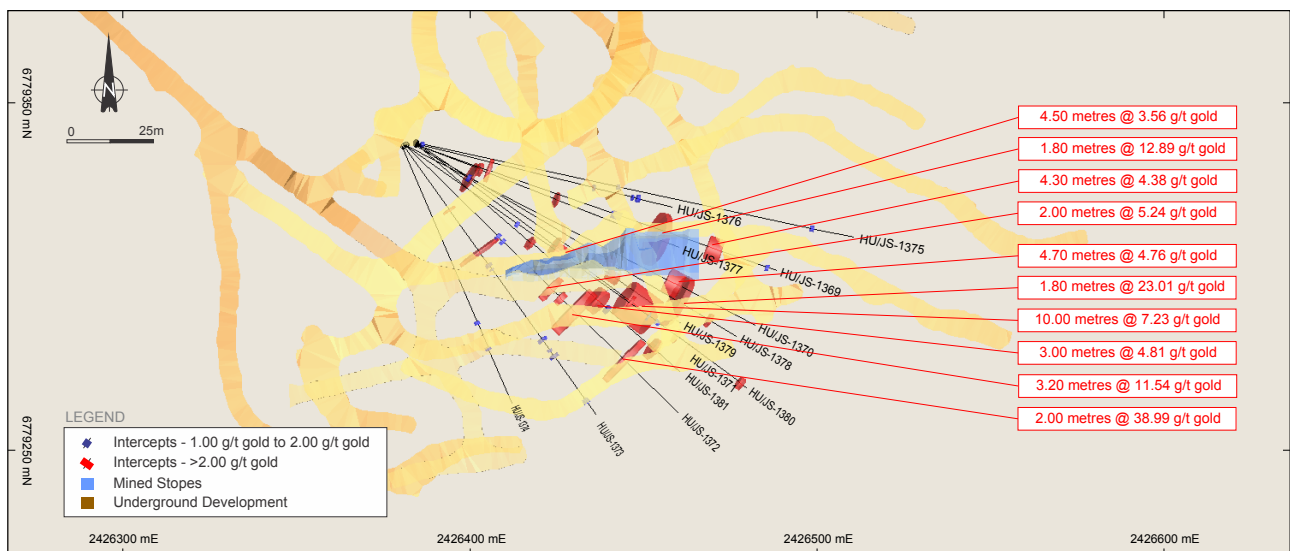 6779350 mN
N
0 25m
4.50 metres @ 3.56 g/t gold
1.80 metres @ 12.89 g/t gold
4.30 metres @ 4.38 g/t gold
2.00 metres @ 5.24 g/t gold
4.70 metres @ 4.76 g/t gold
1.80 metres @ 23.01 g/t gold
10.00 metres @ 7.23 g/t gold
3.00 metres @ 4.81 g/t gold
3.20 metres @ 11.54 g/t gold
2.00 metres @ 38.99 g/t gold
HU/JS-1376
HU/JS-1375
HU/JS-1377
HU/JS-1369
HU/JS-1370
HU/JS-1379
HU/JS-1378
HU/JS-1371
HU/JS-1381
HU/JS-1380
HU/JS-1374
HU/JS-1373
HU/JS-1372
6779250 mN
LEGEND
Intercepts - 1.00 g/t gold to 2.00 g/t gold
Intercepts - >2.00 g/t gold
Mined Stopes
Underground Development
2426300 mE
2426400 mE
2426500 mE
2426600 mE